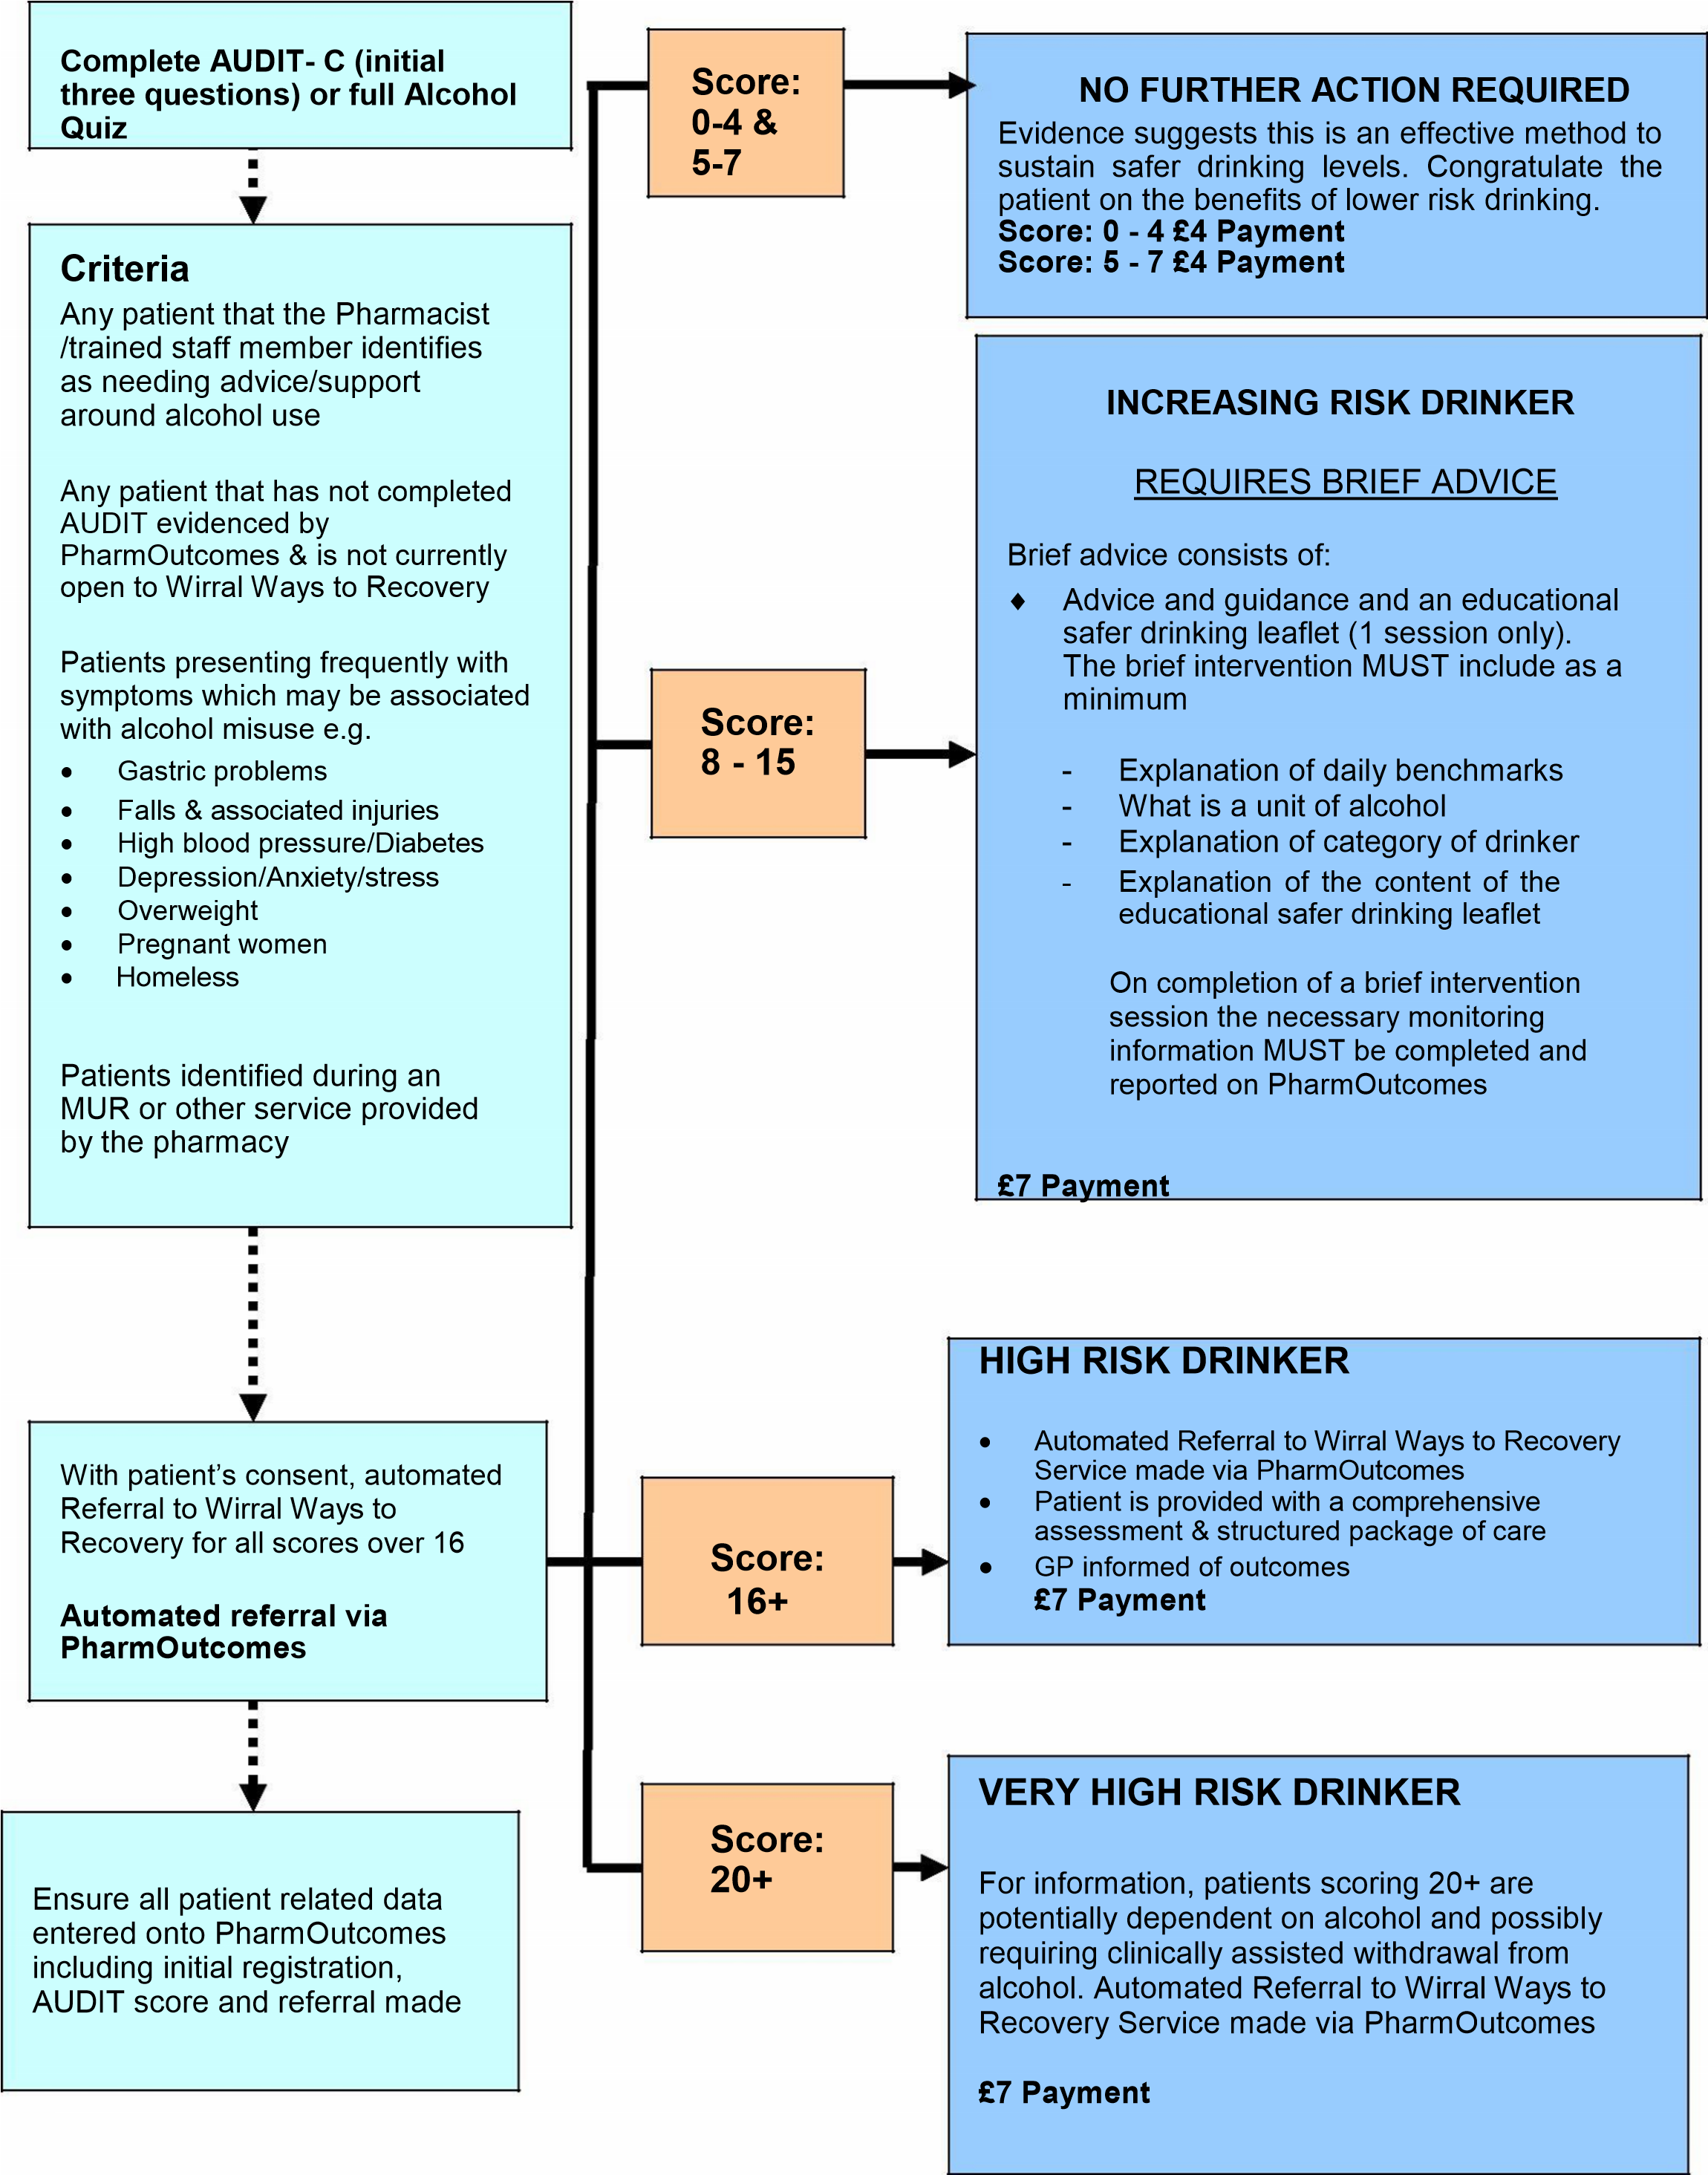 Complete AUDIT- C (initial
three questions) or full Alcohol
Quiz
Criteria
Any patient that the Pharmacist
/trained staff member identifies
as needing advice/support
around alcohol use
Any patient that has not completed
AUDIT evidenced by
PharmOutcomes & is not currently
open to Wirral Ways to Recovery
Patients presenting frequently with
symptoms which may be associated
with alcohol misuse e.g.
• Gastric problems
• Falls & associated injuries
• High blood pressure/Diabetes
• Depression/Anxiety/stress
• Overweight
• Pregnant women
• Homeless
Patients identified during an
MUR or other service provided
by the pharmacy
With patient’s consent, automated
Referral to Wirral Ways to
Recovery for all scores over 16
Automated referral via
PharmOutcomes
Ensure all patient related data
entered onto PharmOutcomes
including initial registration,
AUDIT score and referral made
Score:
0-4 &
5-7
NO FURTHER ACTION REQUIRED
Evidence suggests this is an effective method to
sustain safer drinking levels. Congratulate the
patient on the benefits of lower risk drinking.
Score: 0 - 4 £4 Payment
Score: 5 - 7 £4 Payment
Score:
8 - 15
INCREASING RISK DRINKER
REQUIRES BRIEF ADVICE
Brief advice consists of:
♦ Advice and guidance and an educational
safer drinking leaflet (1 session only).
The brief intervention MUST include as a
minimum
- Explanation of daily benchmarks
- What is a unit of alcohol
- Explanation of category of drinker
- Explanation of the content of the
educational safer drinking leaflet
On completion of a brief intervention
session the necessary monitoring
information MUST be completed and
reported on PharmOutcomes
£7 Payment
Score:
16+
HIGH RISK DRINKER
• Automated Referral to Wirral Ways to Recovery
Service made via PharmOutcomes
• Patient is provided with a comprehensive
assessment & structured package of care
• GP informed of outcomes
£7 Payment
Score:
20+
VERY HIGH RISK DRINKER
For information, patients scoring 20+ are
potentially dependent on alcohol and possibly
requiring clinically assisted withdrawal from
alcohol. Automated Referral to Wirral Ways to
Recovery Service made via PharmOutcomes
£7 Payment